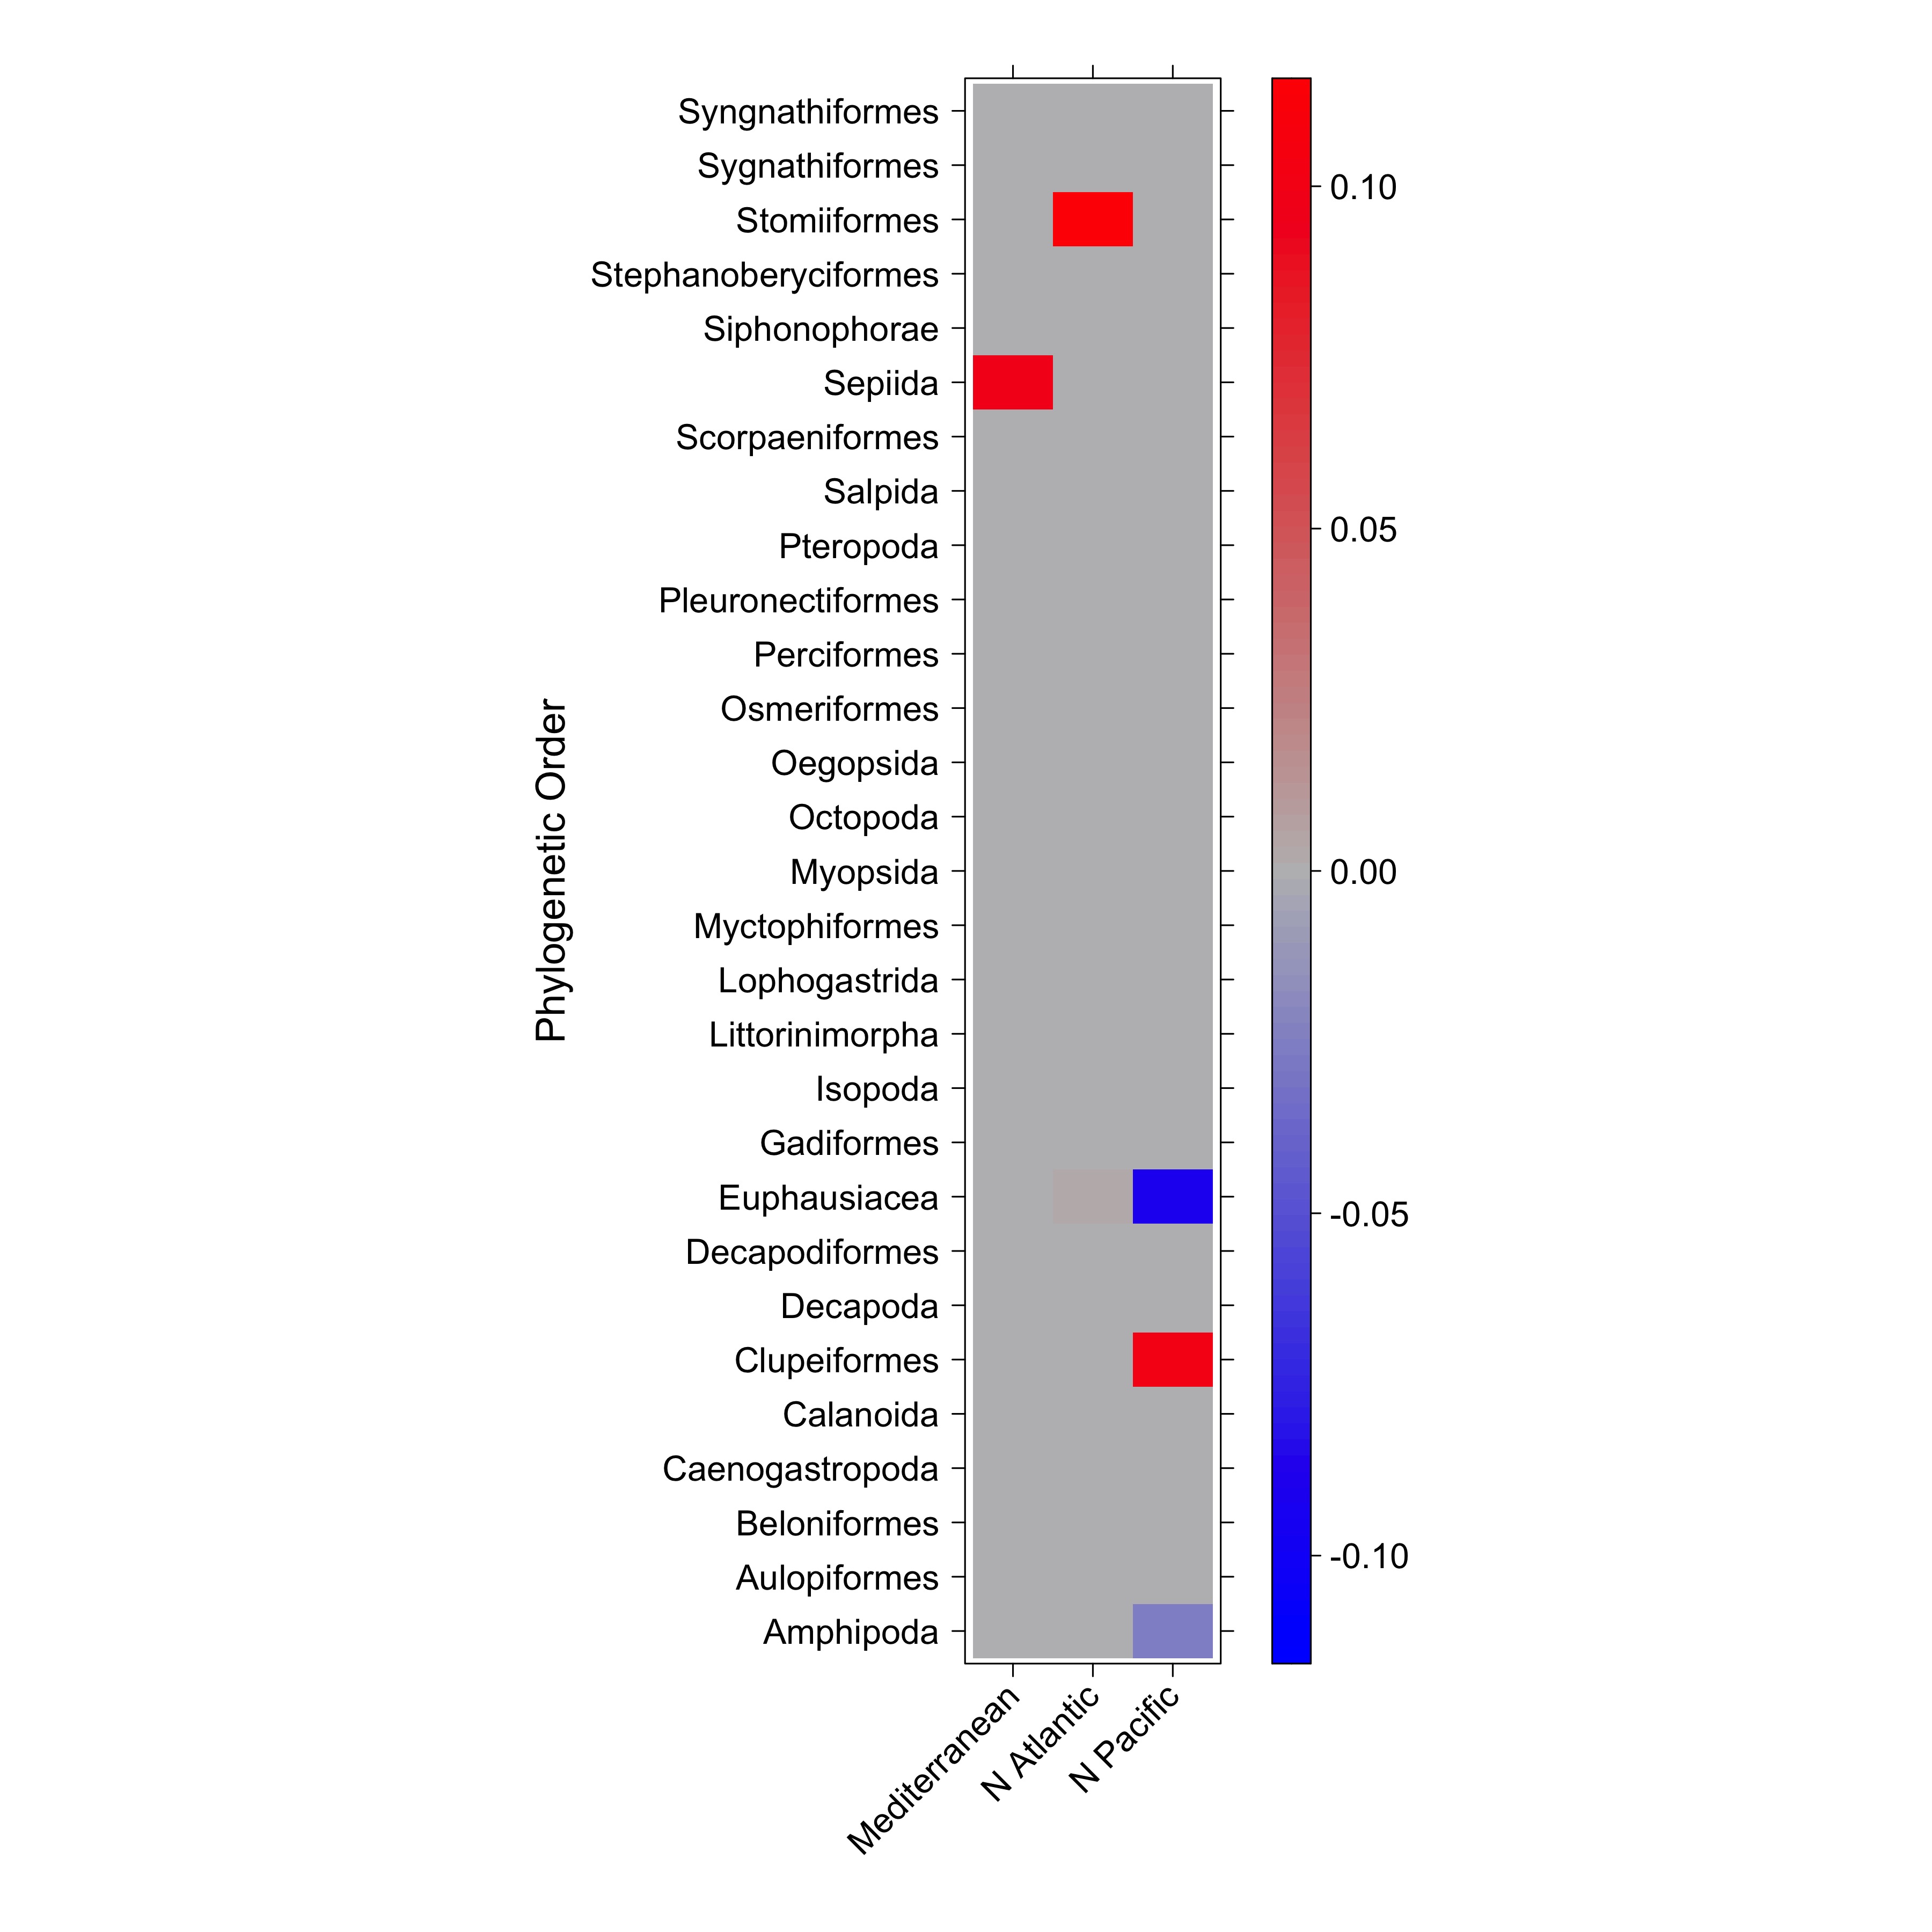 Phylogenetic Order
Syngnathiformes
Sygnathiformes
Stomiiformes
Stephanoberyciformes
Siphonophorae
Sepiida
Scorpaeniformes
Salpida
Pteropoda
Pleuronectiformes
Perciformes
Osmeriformes
Oegopsida
Octopoda
Myopsida
Myctophiformes
Lophogastrida
Littorinimorpha
Isopoda
Gadiformes
Euphausiacea
Decapodiformes
Decapoda
Clupeiformes
Calanoida
Caenogastropoda
Beloniformes
Aulopiformes
Amphipoda
Mediterranean
N Atlantic
N Pacific
0.10
0.05
0.00
-0.05
-0.10